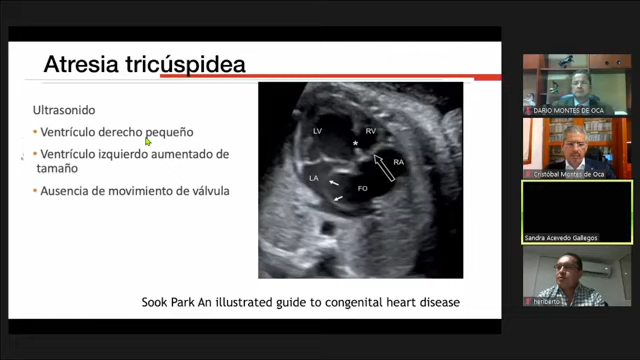 Atresia tricúspidea
Ultrasonido
• Ventrículo derecho pequeño
• Ventrículo izquierdo aumentado de
tamaño
• Ausencia de movimiento de válvula
LV
RV
*
RA
LA
FO
Sook Park An illustrated guide to congenital heart disease
DARÍO MONTES DE OCA
Cristóbal Montes de Oca
Sandra Acevedo Gallegos
heriberto